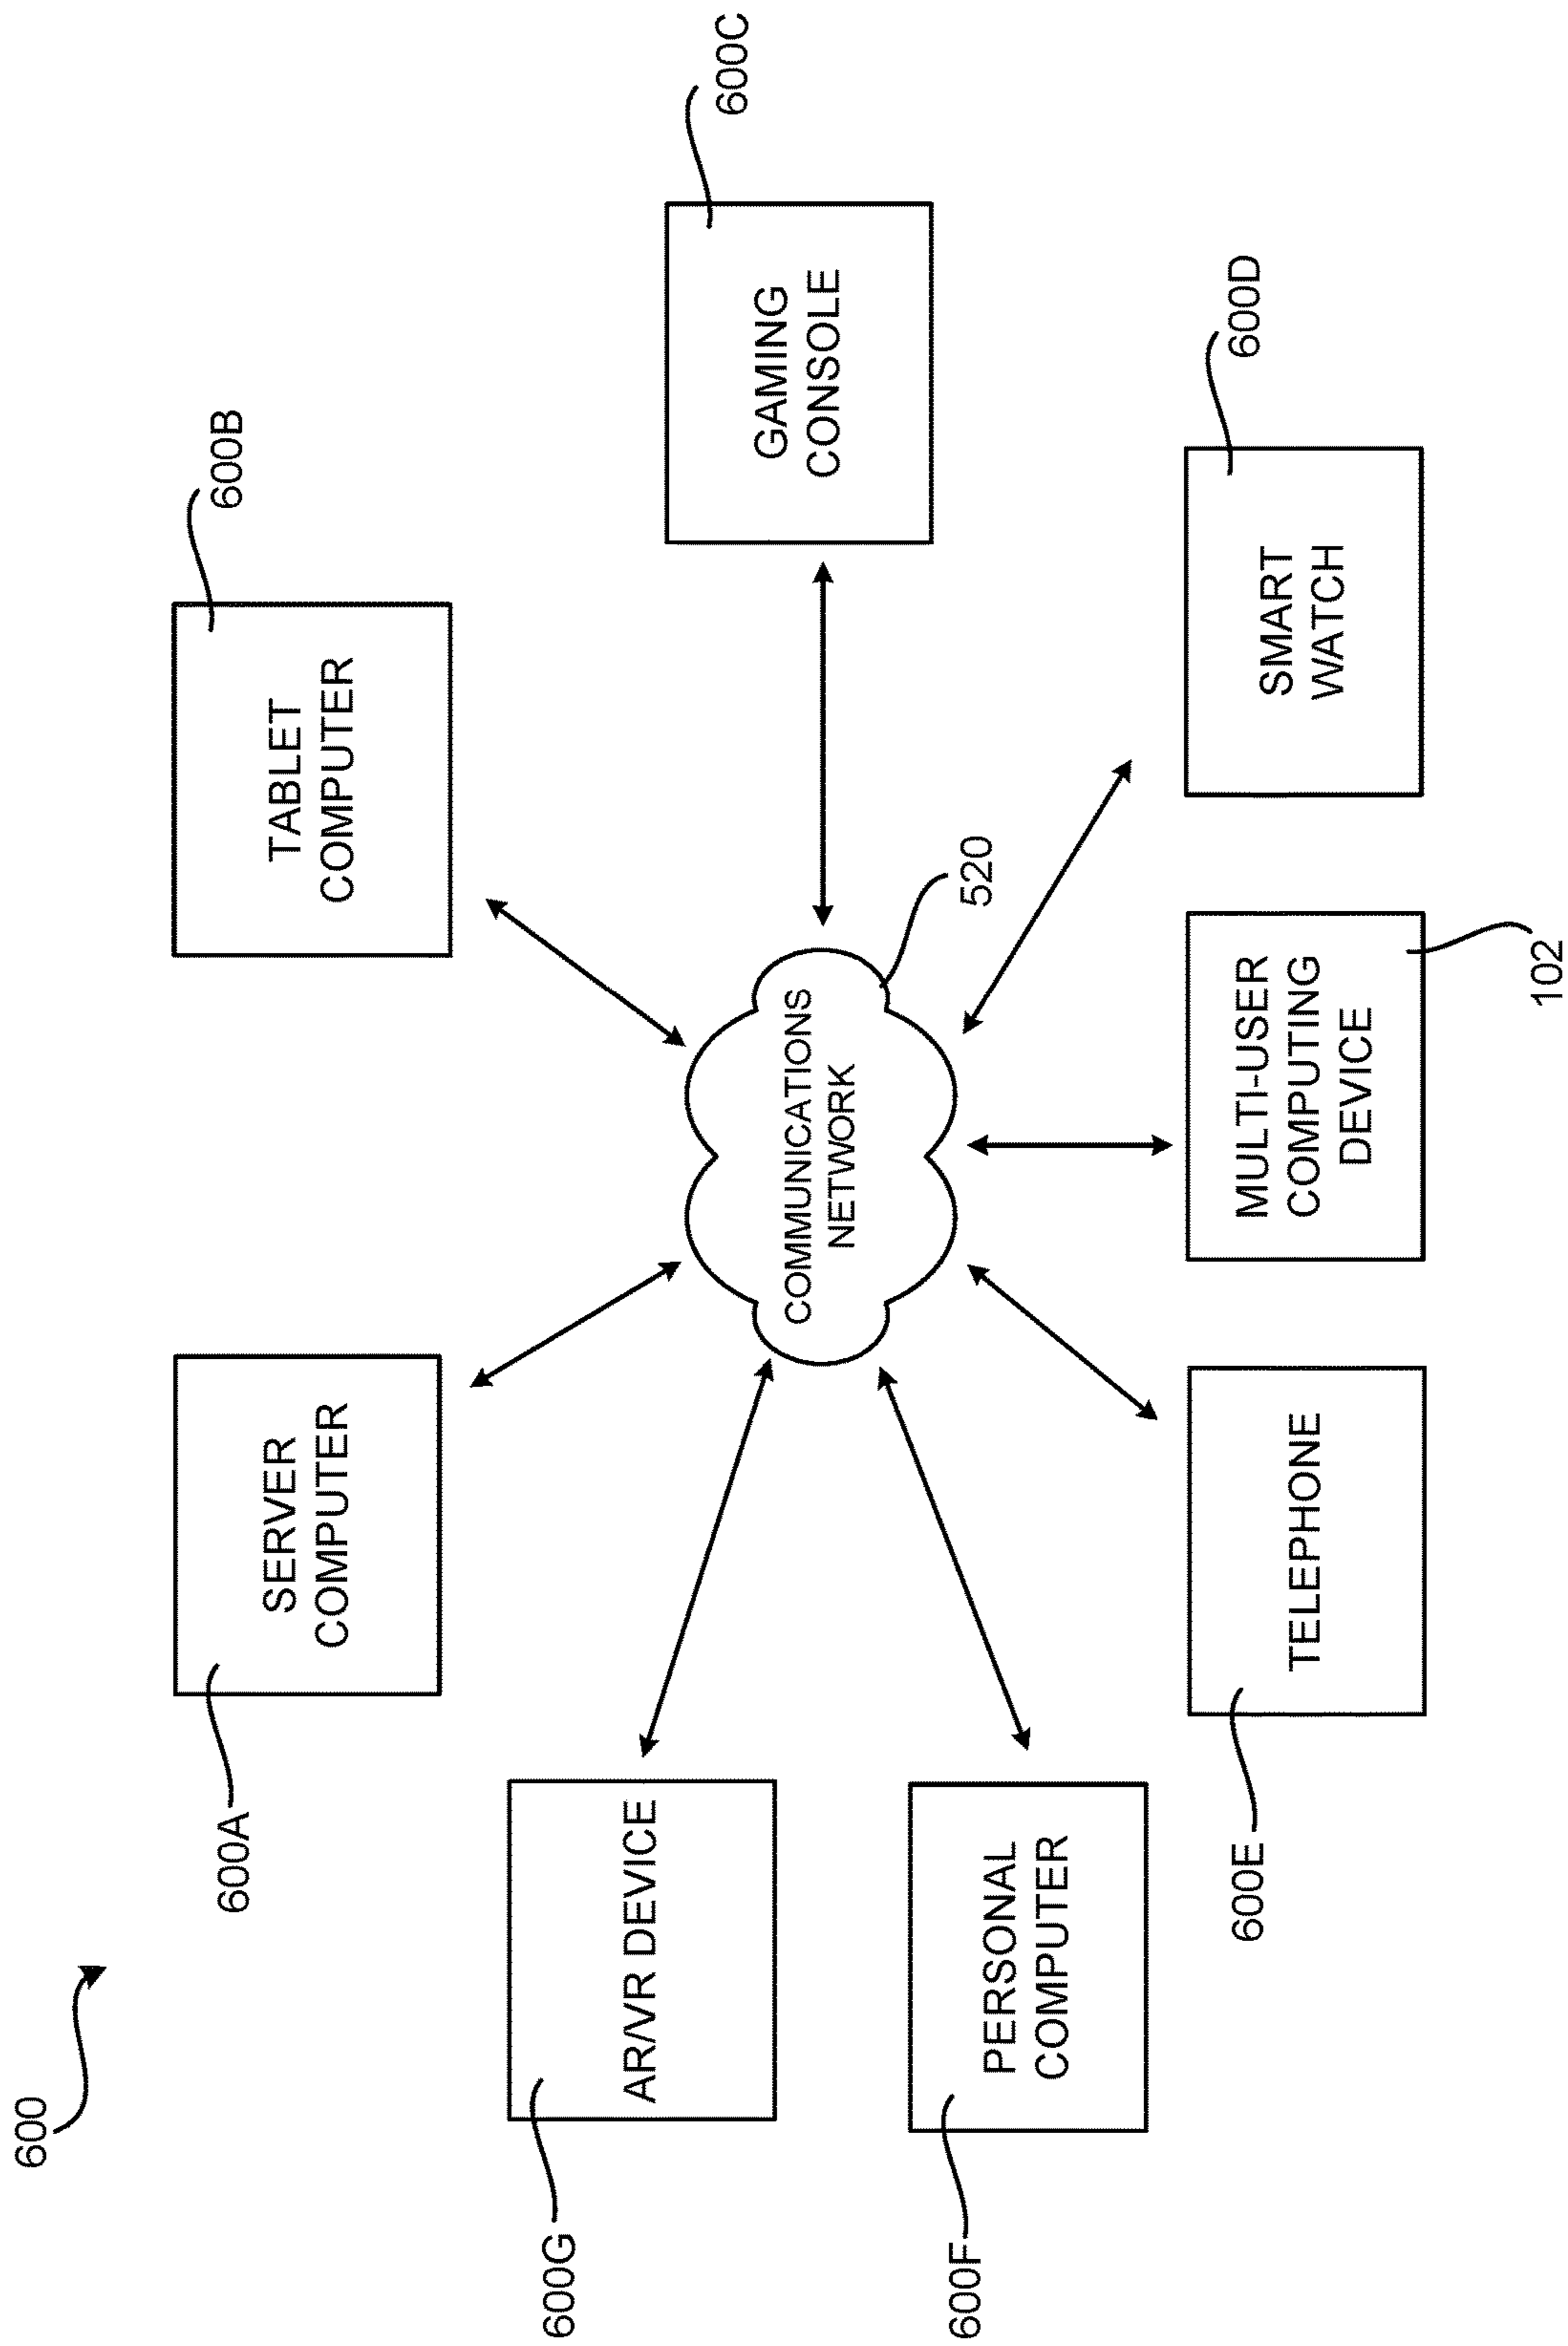 600
600A
SERVER
COMPUTER
TABLET
COMPUTER
600B
600G
AR/VR DEVICE
COMMUNICATIONS
NETWORK
520
GAMING
CONSOLE
600C
600F
PERSONAL
COMPUTER
600E
TELEPHONE
MULTI-USER
COMPUTING
DEVICE
102
SMART
WATCH
600D